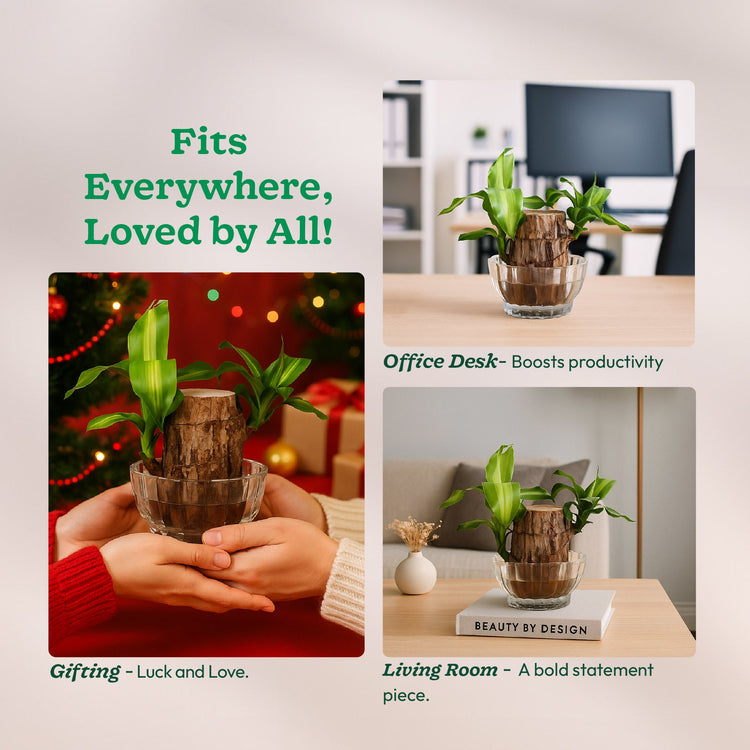 Fits
Everywhere,
Loved by All!
Office Desk- Boosts productivity
BEAUTY BY DESIGN
Gifting - Luck and Love.
Living Room - A bold statement
piece.